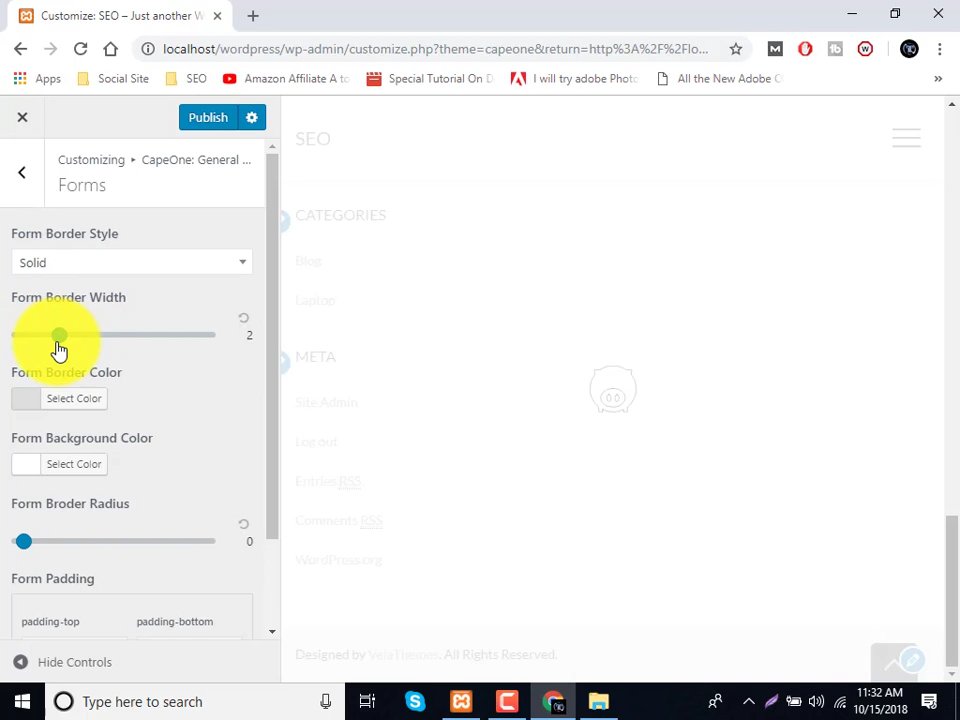 Customize: SEO – Just another W
localhost/wordpress/wp-admin/customize.php?theme=capeone&return=http%3A%2F%2Flo...
Apps
Social Site
SEO
Amazon Affiliate A to
Special Tutorial On D
I will try adobe Photo
All the New Adobe C
»
Publish
Customizing ▸ CapeOne: General ...
Forms
Form Border Style
Solid
Form Border Width
2
Form Border Color
Select Color
Form Background Color
Select Color
Form Broder Radius
0
Form Padding
padding-top
padding-bottom
Hide Controls
SEO
CATEGORIES
Blog
Laptop
META
Site Admin
Log out
Entries RSS
Comments RSS
WordPress.org
Designed by VelaThemes. All Rights Reserved.
Type here to search
11:32 AM
10/15/2018